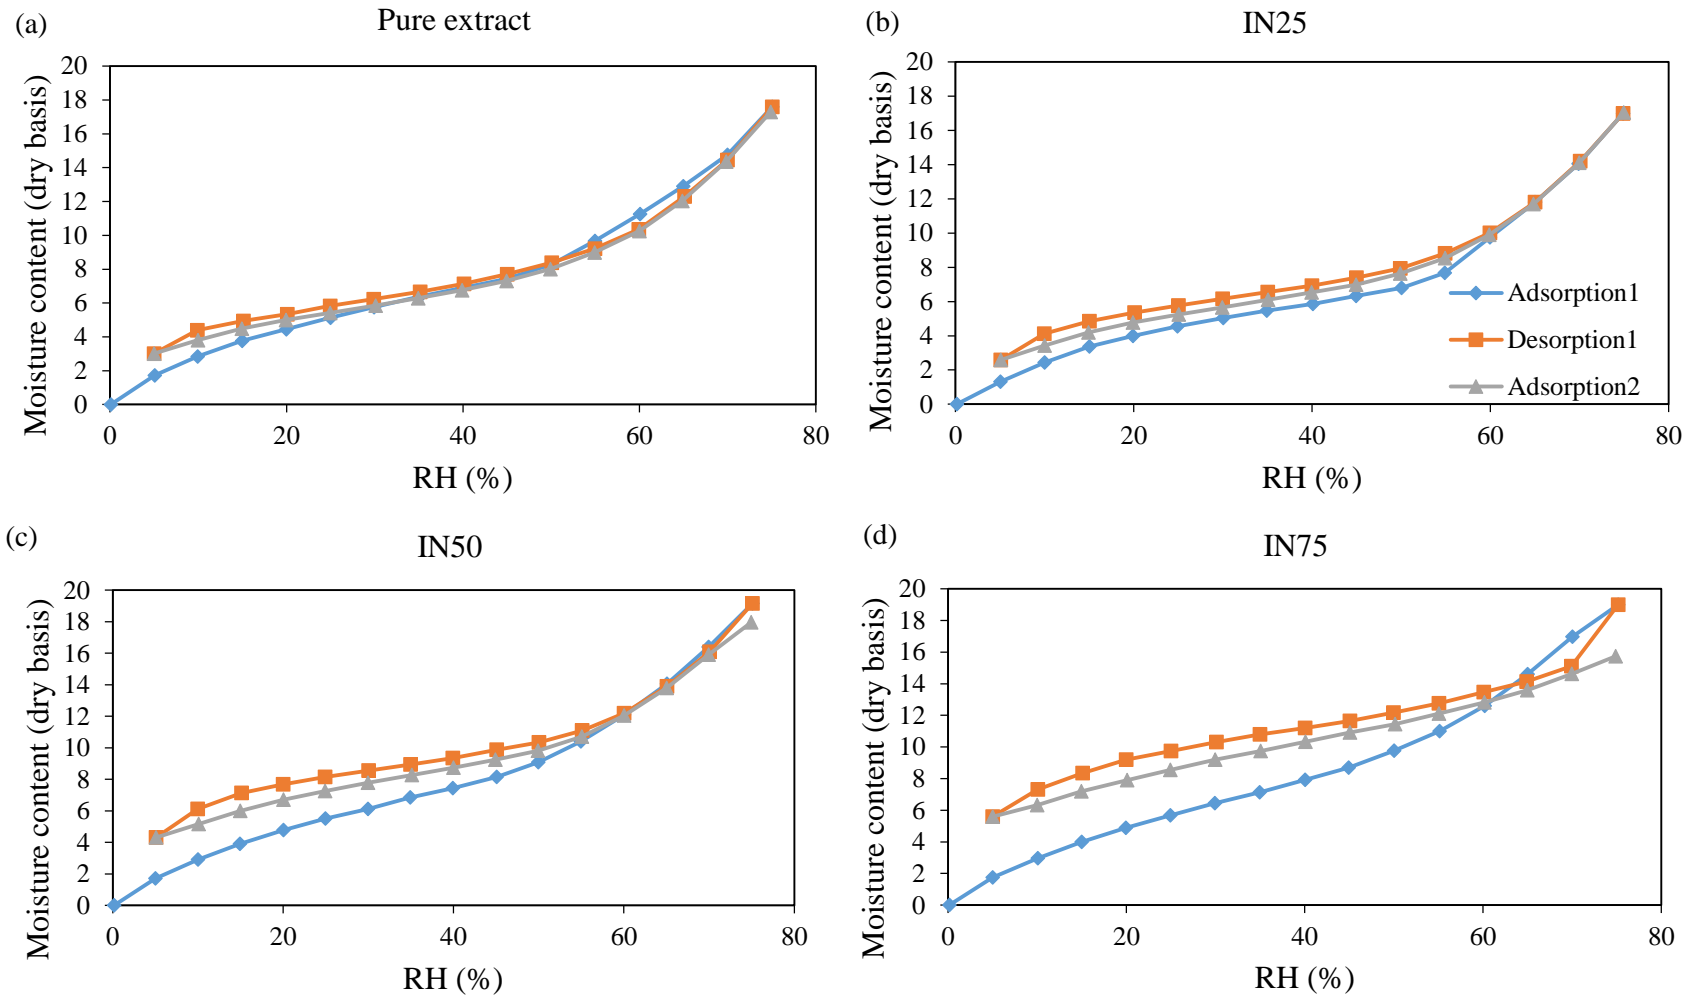 (a)
Pure extract
Moisture content (dry basis)
20
18
16
14
12
10
8
6
4
2
0
0 20 40 60 80
RH (%)
(b)
IN25
Moisture content (dry basis)
20
18
16
14
12
10
8
6
4
2
0
0 20 40 60 80
RH (%)
Adsorption1
Desorption1
Adsorption2
(c)
IN50
Moisture content (dry basis)
20
18
16
14
12
10
8
6
4
2
0
0 20 40 60 80
RH (%)
(d)
IN75
Moisture content (dry basis)
20
18
16
14
12
10
8
6
4
2
0
0 20 40 60 80
RH (%)